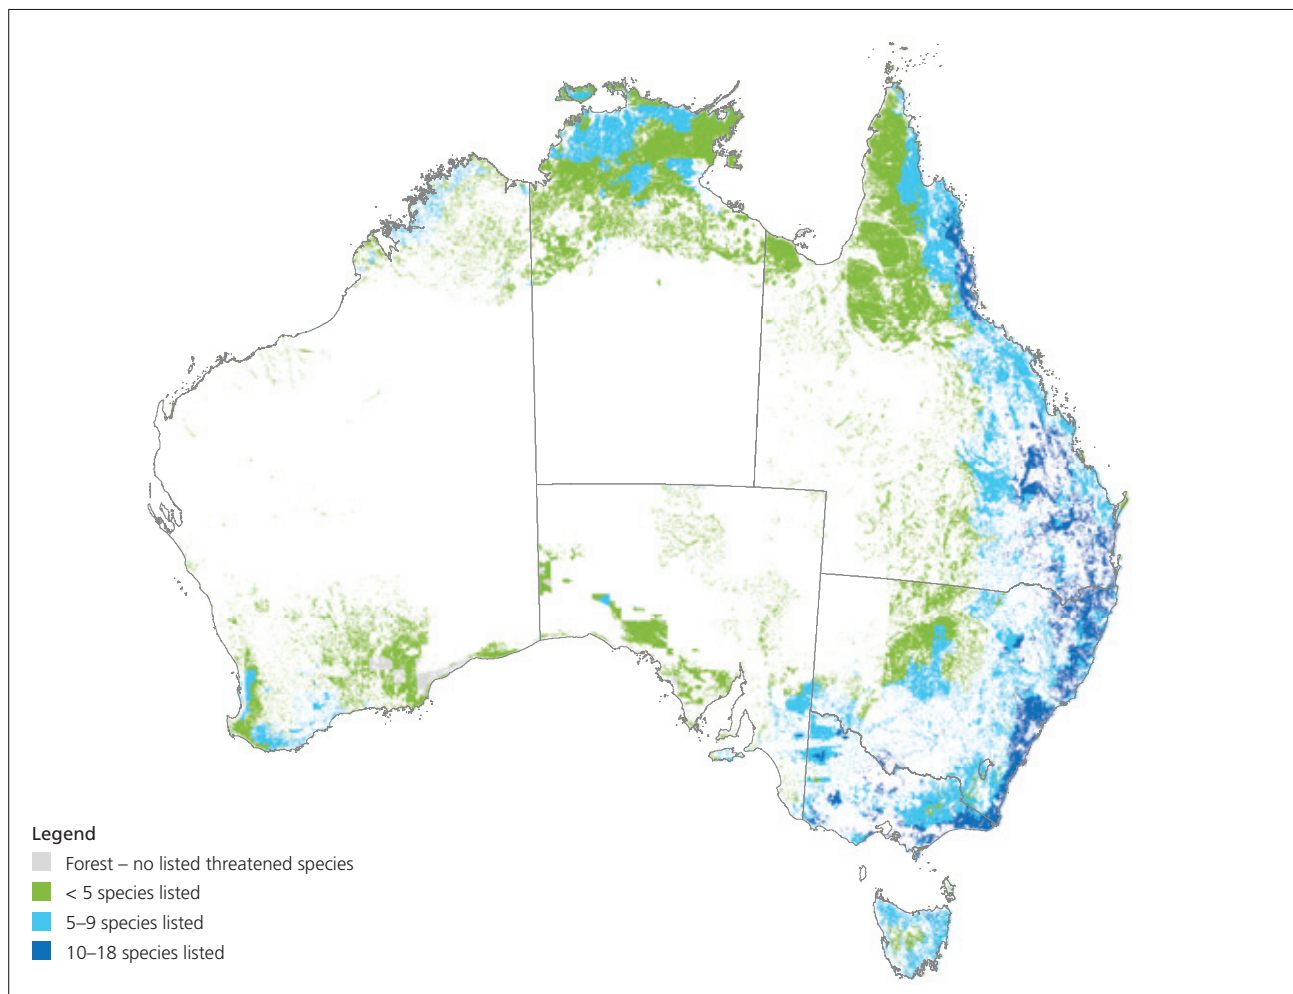 Legend
Forest – no listed threatened species
< 5 species listed
5–9 species listed
10–18 species listed